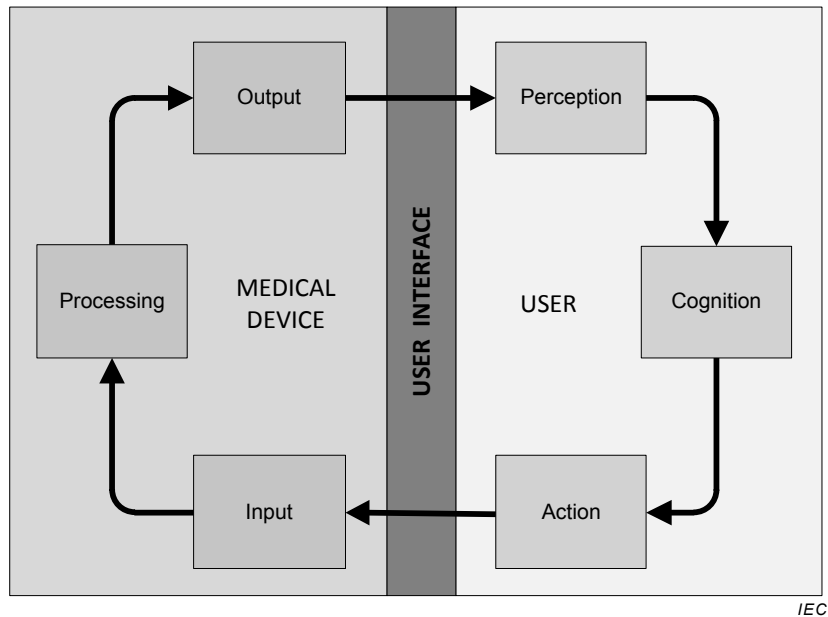 Output
Perception
Processing
MEDICAL
DEVICE
USER INTERFACE
USER
Cognition
Input
Action
IEC